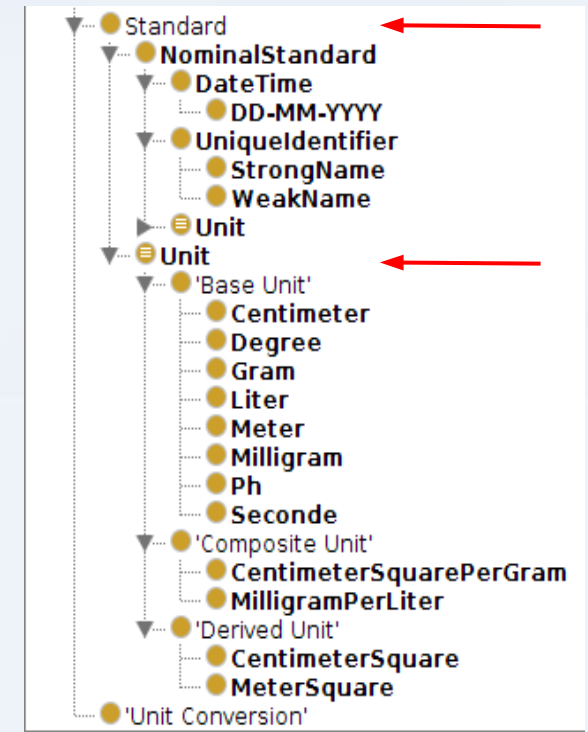 Standard
NominalStandard
DateTime
DD-MM-YYYY
UniqueIdentifier
StrongName
WeakName
Unit
Unit
'Base Unit'
Centimeter
Degree
Gram
Liter
Meter
Milligram
Ph
Seconde
'Composite Unit'
CentimeterSquarePerGram
MilligramPerLiter
'Derived Unit'
CentimeterSquare
MeterSquare
'Unit Conversion'